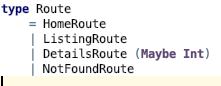 type Route
= HomeRoute
| ListingRoute
| DetailsRoute (Maybe Int)
| NotFoundRoute